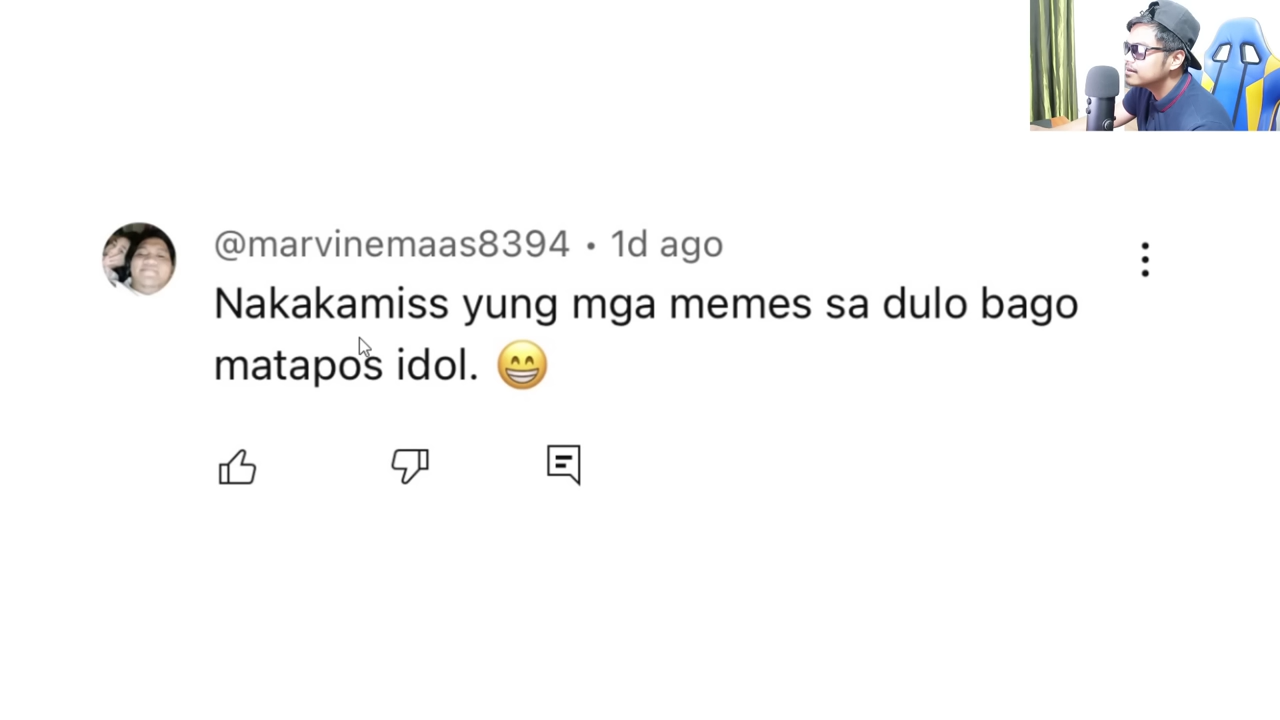 @marvinemaas8394 • 1d ago
Nakakamiss yung mga memes sa dulo bago
matapos idol. 😁